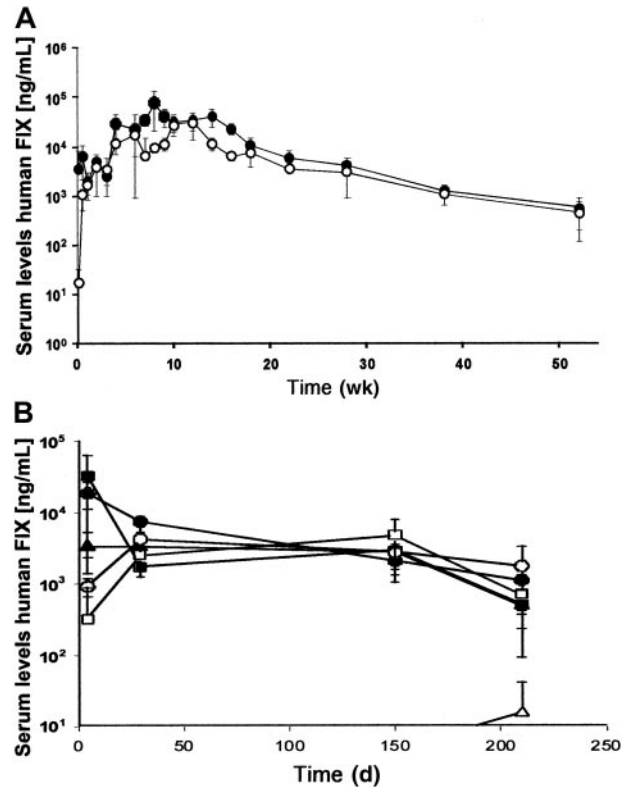 A
Serum levels human FIX [ng/mL]
10⁶
10⁵
10⁴
10³
10²
10¹
10⁰
0 10 20 30 40 50
Time (wk)
B
Serum levels human FIX [ng/mL]
10⁵
10⁴
10³
10²
10¹
0 50 100 150 200 250
Time (d)